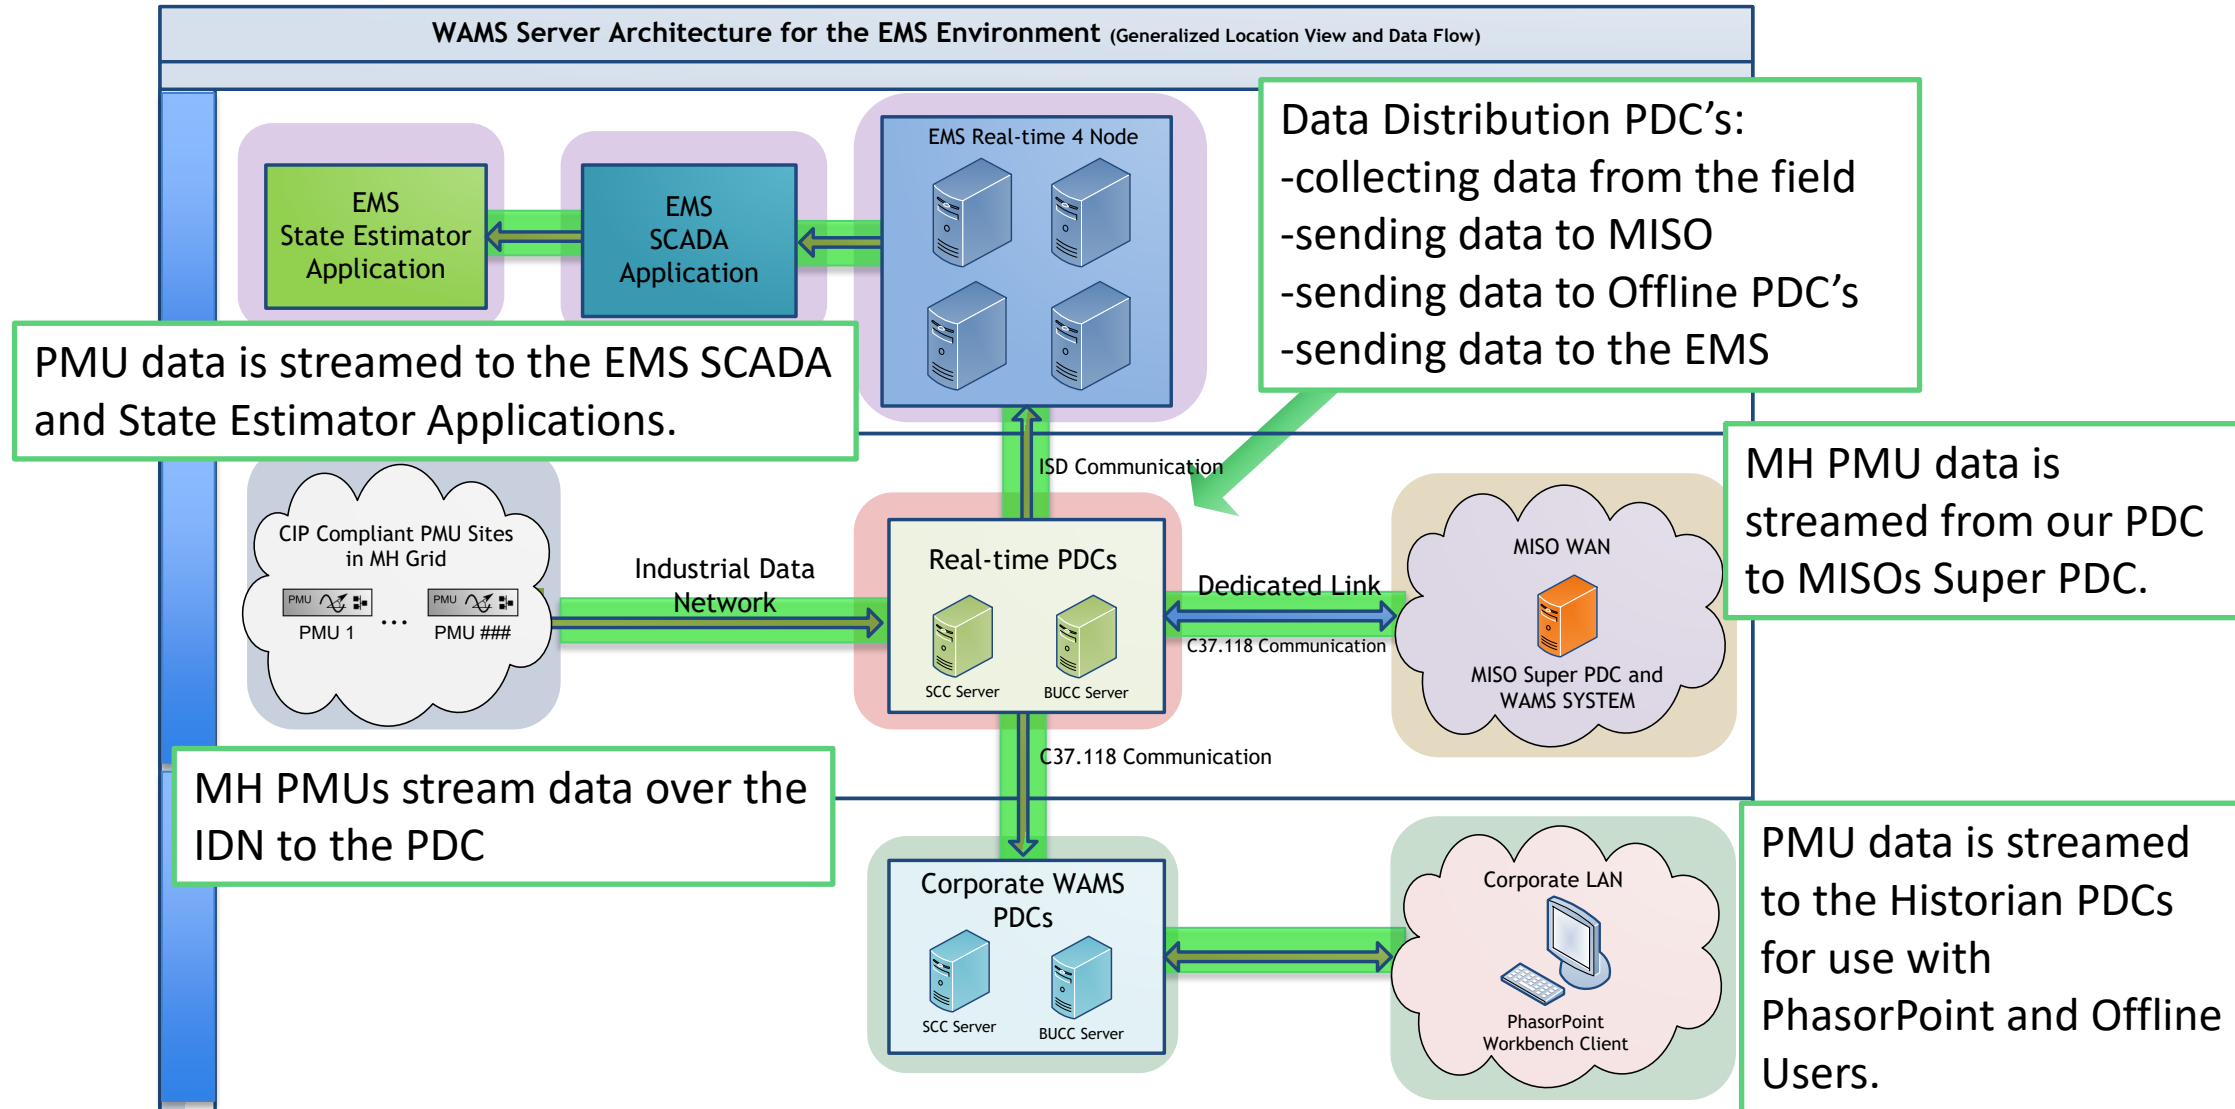 WAMS Server Architecture for the EMS Environment (Generalized Location View and Data Flow)
EMS
State Estimator
Application
EMS
SCADA
Application
EMS Real-time 4 Node
Data Distribution PDC’s:
-collecting data from the field
-sending data to MISO
-sending data to Offline PDC’s
-sending data to the EMS
PMU data is streamed to the EMS SCADA
and State Estimator Applications.
ISD Communication
MH PMU data is
streamed from our PDC
to MISOs Super PDC.
CIP Compliant PMU Sites
in MH Grid
PMU
PMU
PMU 1
...
PMU ###
Industrial Data
Network
Real-time PDCs
SCC Server
BUCC Server
Dedicated Link
C37.118 Communication
MISO WAN
MISO Super PDC and
WAMS SYSTEM
C37.118 Communication
MH PMUs stream data over the
IDN to the PDC
Corporate WAMS
PDCs
SCC Server
BUCC Server
Corporate LAN
PhasorPoint
Workbench Client
PMU data is streamed
to the Historian PDCs
for use with
PhasorPoint and Offline
Users.